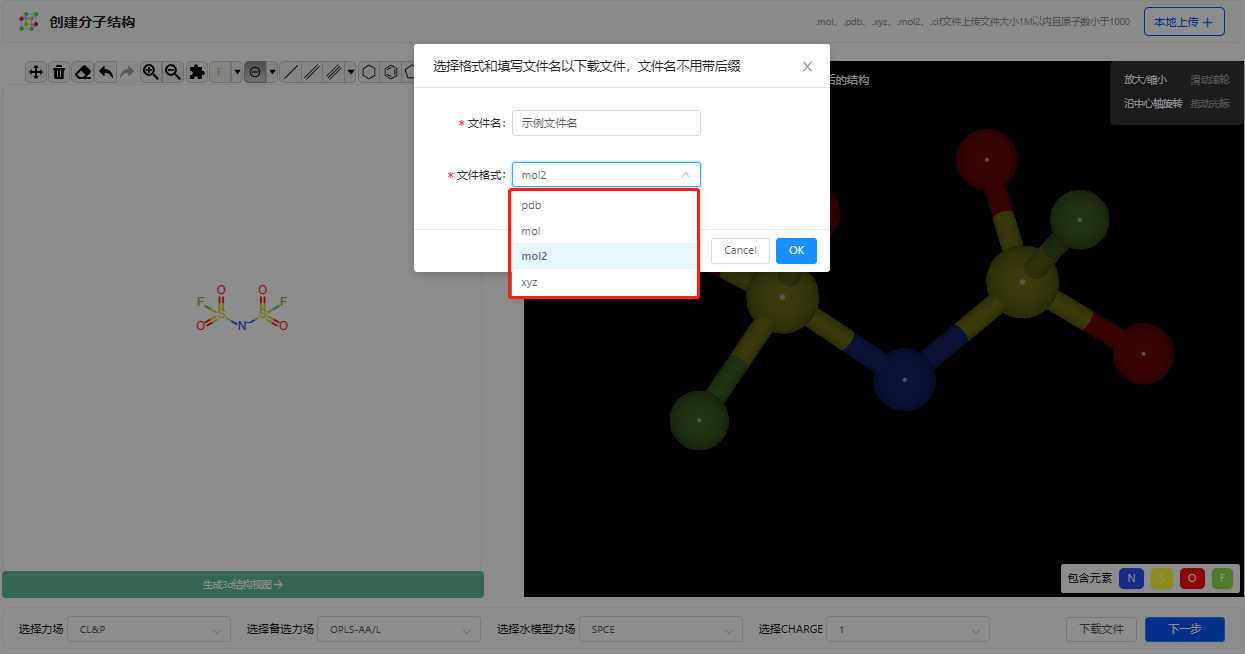 创建分子结构
.mol、.pdb、.xyz、.mol2、.cif文件上传文件大小1M以内且原子数小于1000
本地上传 +
F
选择格式和填写文件名以下载文件，文件名不用带后缀
* 文件名：
示例文件名
* 文件格式：
mol2
pdb
mol
mol2
xyz
Cancel
OK
后的结构
放大/缩小 滑动滚轮
沿中心轴旋转 拖动光标
O O
F F
S S
O N O
生成3d结构视图→
包含元素 N S O F
选择力场 CL&P
选择备选力场 OPLS-AA/L
选择水模型力场 SPCE
选择CHARGE 1
下载文件
下一步